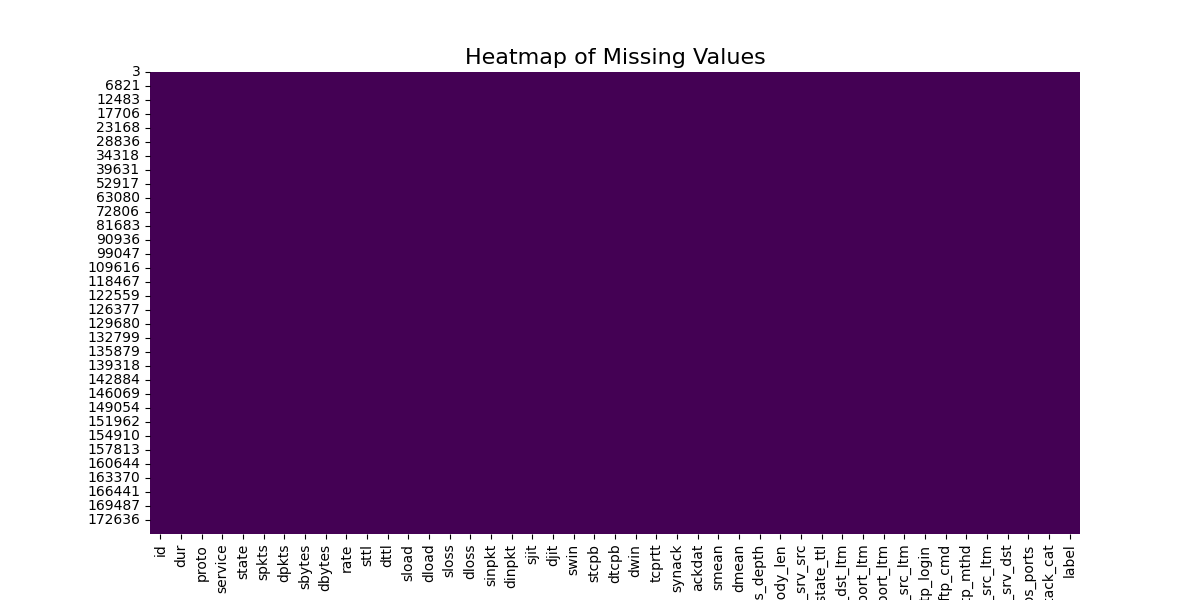 Heatmap of Missing Values
3
6821
12483
17706
23168
28836
34318
39631
52917
63080
72806
81683
90936
99047
109616
118467
122559
126377
129680
132799
135879
139318
142884
146069
149054
151962
154910
157813
160644
163370
166441
169487
172636
id
dur
proto
service
state
spkts
dpkts
sbytes
dbytes
rate
sttl
dttl
sload
dload
sloss
dloss
sinpkt
dinpkt
sjit
djit
swin
stcpb
dtcpb
dwin
tcprtt
synack
ackdat
smean
dmean
s_depth
ody_len
_srv_src
state_ttl
_dst_ltm
port_ltm
port_ltm
_src_ltm
tp_login
ftp_cmd
tp_mthd
_src_ltm
_srv_dst
ps_ports
tack_cat
label